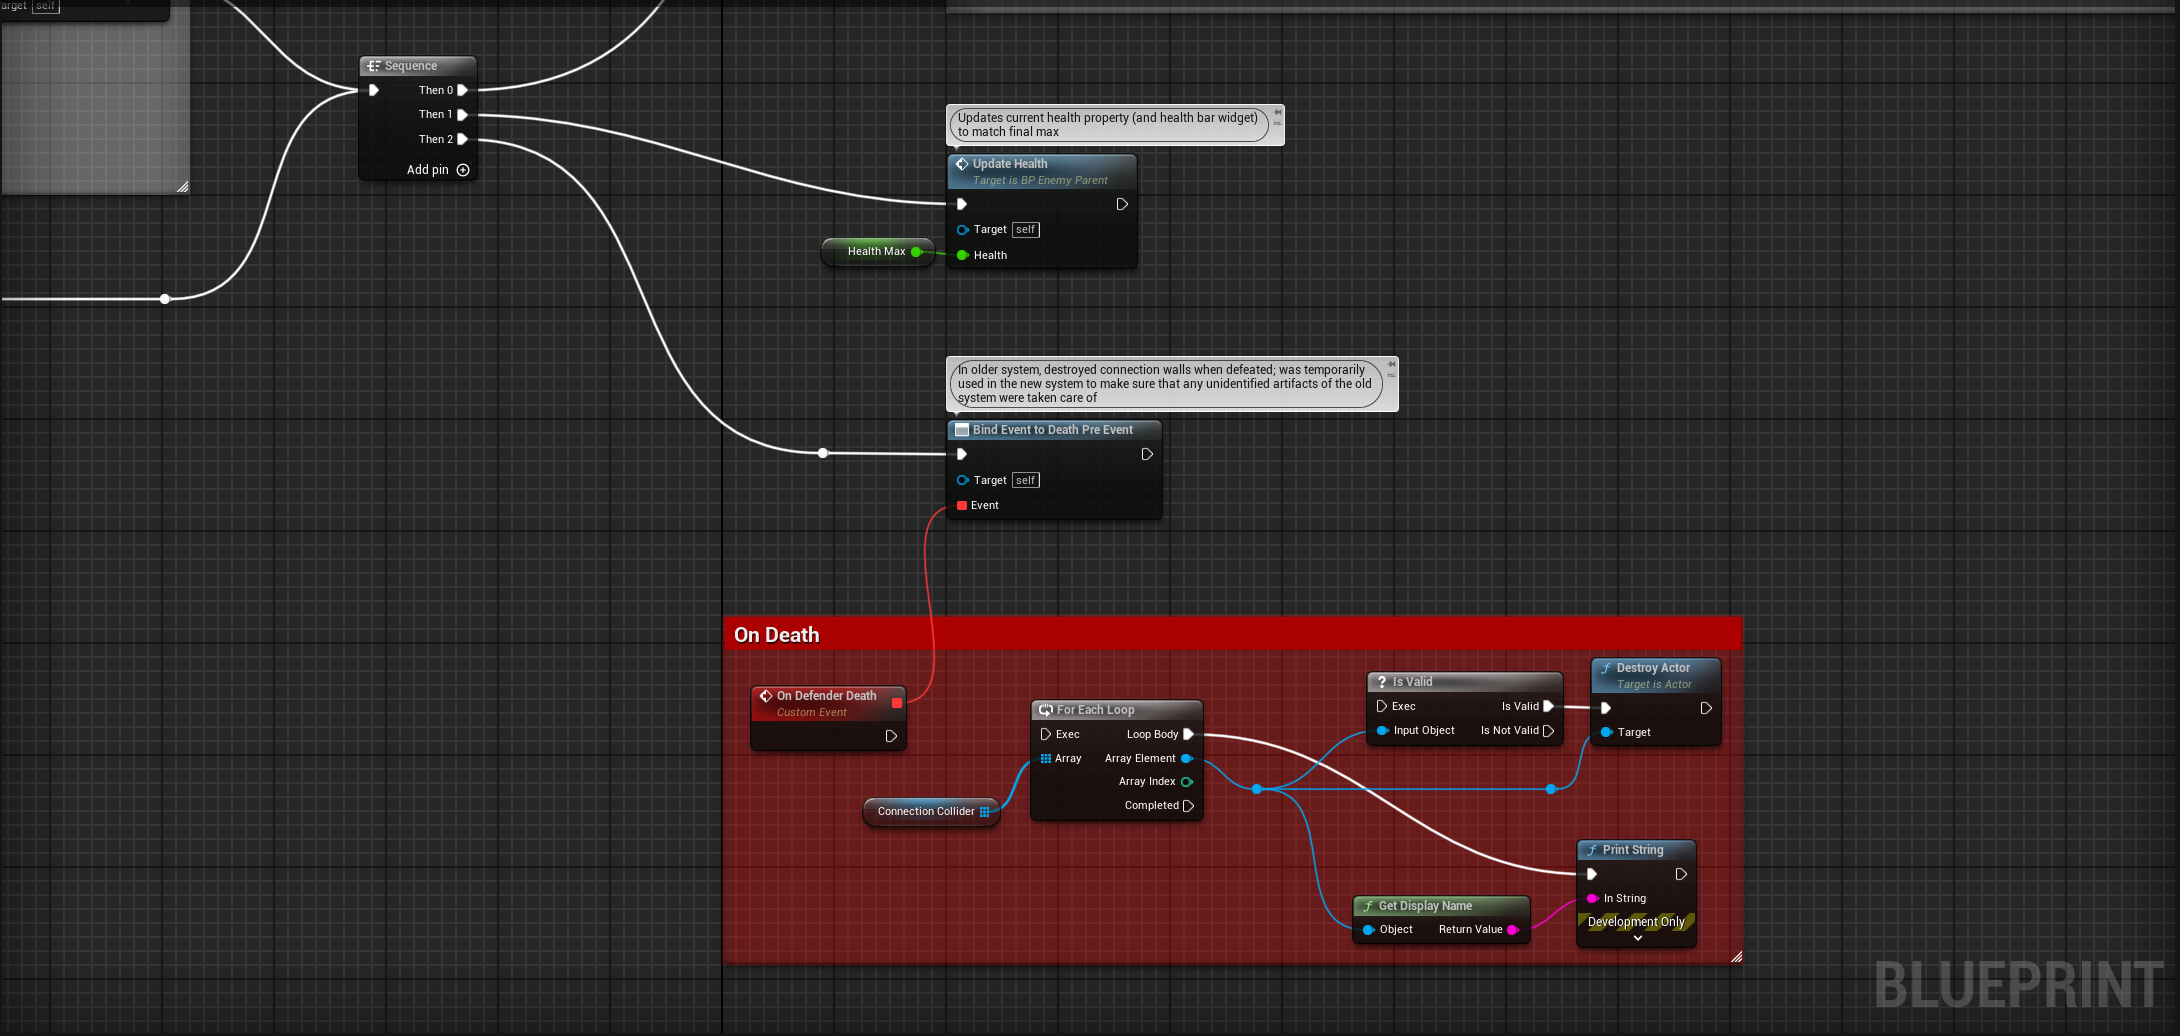 arget self
Sequence
Then 0
Then 1
Then 2
Add pin
Updates current health property (and health bar widget)
to match final max
Update Health
Target is BP Enemy Parent
Target self
Health Max
Health
In older system, destroyed connection walls when defeated; was temporarily
used in the new system to make sure that any unidentified artifacts of the old
system were taken care of
Bind Event to Death Pre Event
Target self
Event
On Death
On Defender Death
Custom Event
For Each Loop
Exec Loop Body
Array Array Element
Array Index
Completed
Connection Collider
? Is Valid
Exec Is Valid
Input Object Is Not Valid
f Destroy Actor
Target is Actor
Target
f Print String
In String
Development Only
f Get Display Name
Object Return Value
BLUEPRINT